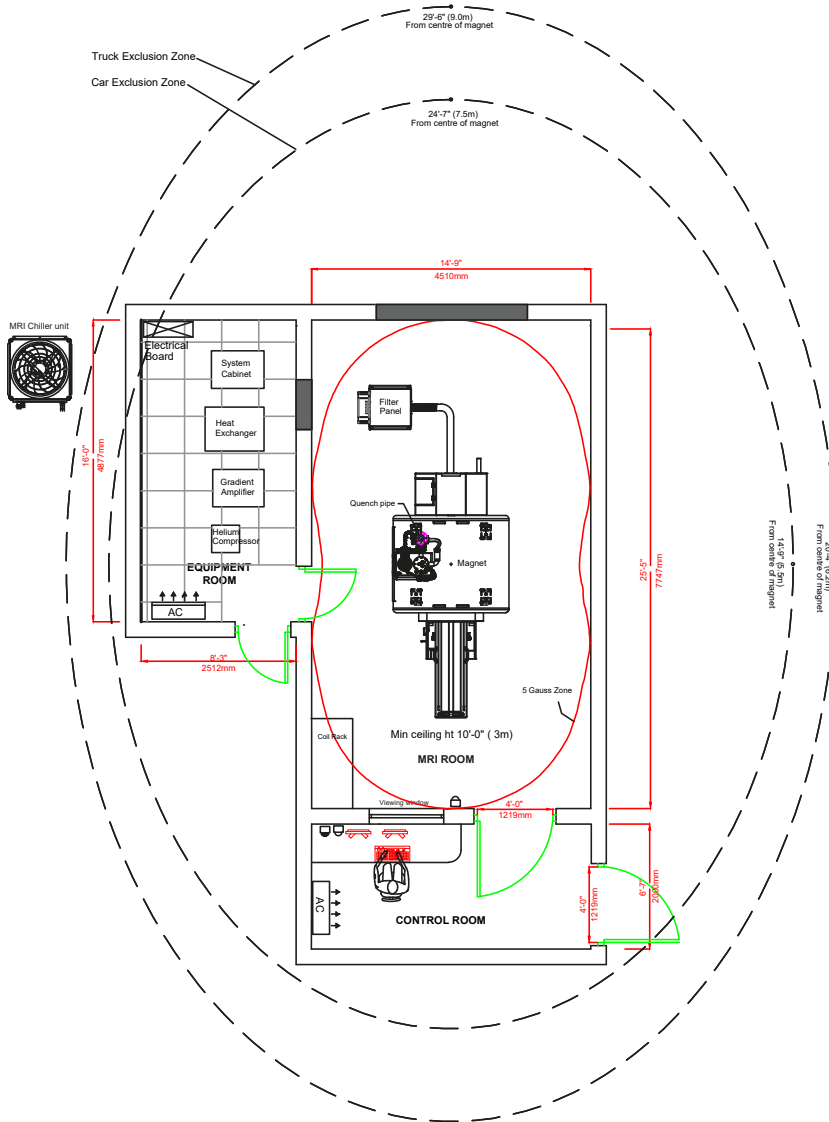 29'-6" (9.0m)
From centre of magnet
Truck Exclusion Zone
Car Exclusion Zone
24'-7" (7.5m)
From centre of magnet
14'-9"
4510mm
MRI Chiller unit
Electrical
Board
System
Cabinet
Filter
Panel
Heat
Exchanger
16'-0"
4877mm
Gradient
Amplifier
Quench pipe
Helium
Compressor
Magnet
EQUIPMENT
ROOM
AC
25'-5"
7747mm
14'-9" (5.5m)
From centre of magnet
From centre of magnet
8'-3"
2512mm
5 Gauss Zone
Coil Rack
Min ceiling ht 10'-0" ( 3m)
MRI ROOM
Viewing window
4'-0"
1219mm
AC
CONTROL ROOM
4'-0"
1219mm
6'-7"